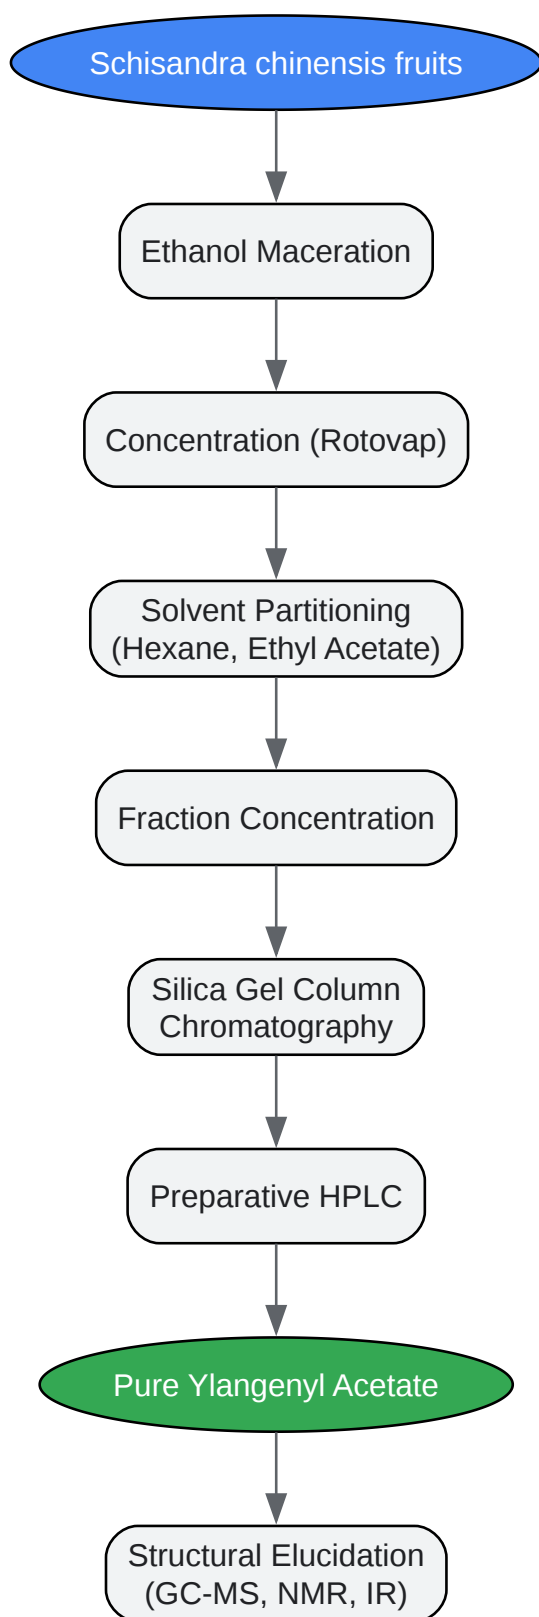 Schisandra chinensis fruits
Ethanol Maceration
Concentration (Rotovap)
Solvent Partitioning
(Hexane, Ethyl Acetate)
Fraction Concentration
Silica Gel Column
Chromatography
Preparative HPLC
Pure Ylangenyl Acetate
Structural Elucidation
(GC-MS, NMR, IR)